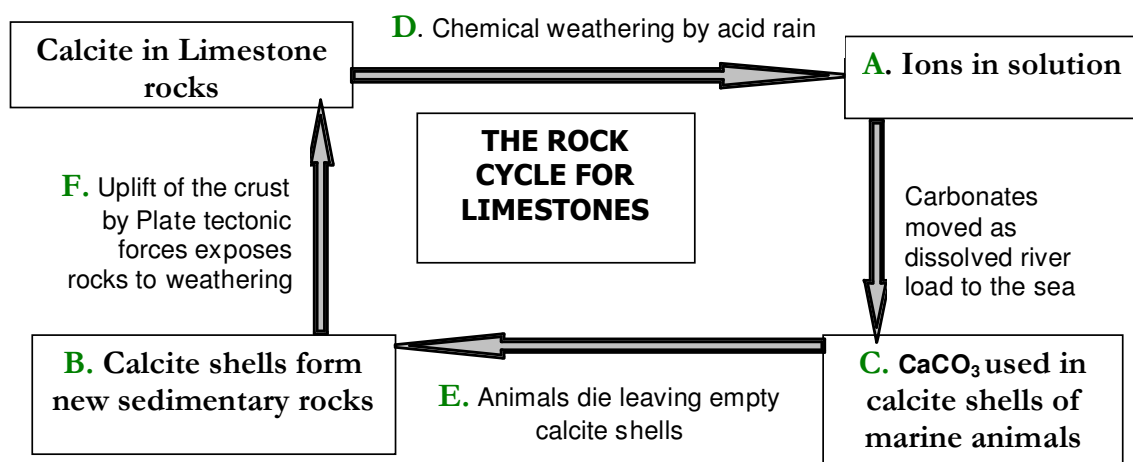 D. Chemical weathering by acid rain
Calcite in Limestone
rocks
A. Ions in solution
THE ROCK
CYCLE FOR
LIMESTONES
F. Uplift of the crust
by Plate tectonic
forces exposes
rocks to weathering
Carbonates
moved as
dissolved river
load to the sea
B. Calcite shells form
new sedimentary rocks
E. Animals die leaving empty
calcite shells
C. CaCO₃ used in
calcite shells of
marine animals